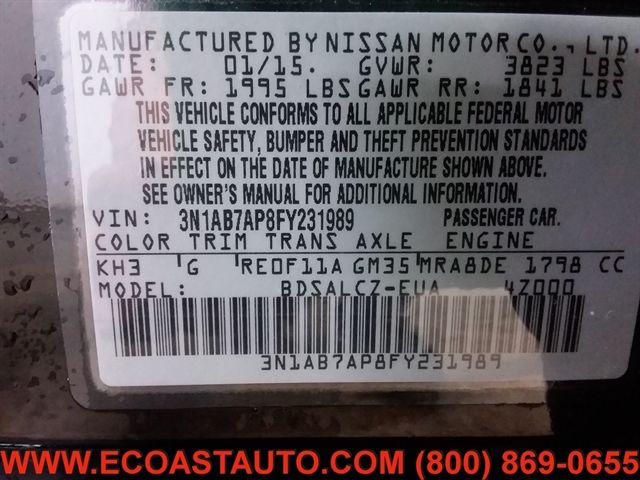 MANUFACTURED BY NISSAN MOTOR CO., LTD.
DATE: 01/15. GVWR: 3823 LBS
GAWR FR: 1995 LBS GAWR RR: 1841 LBS
THIS VEHICLE CONFORMS TO ALL APPLICABLE FEDERAL MOTOR
VEHICLE SAFETY, BUMPER AND THEFT PREVENTION STANDARDS
IN EFFECT ON THE DATE OF MANUFACTURE SHOWN ABOVE.
SEE OWNER'S MANUAL FOR ADDITIONAL INFORMATION.
VIN: 3N1AB7AP8FY231989 PASSENGER CAR.
COLOR TRIM TRANS AXLE ENGINE
KH3 G RE0F11A GM35 MRA8DE 1798 CC
MODEL: BDSALCZ-EUA 4Z000
3N1AB7AP8FY231989
WWW.ECOASTAUTO.COM (800) 869-0655